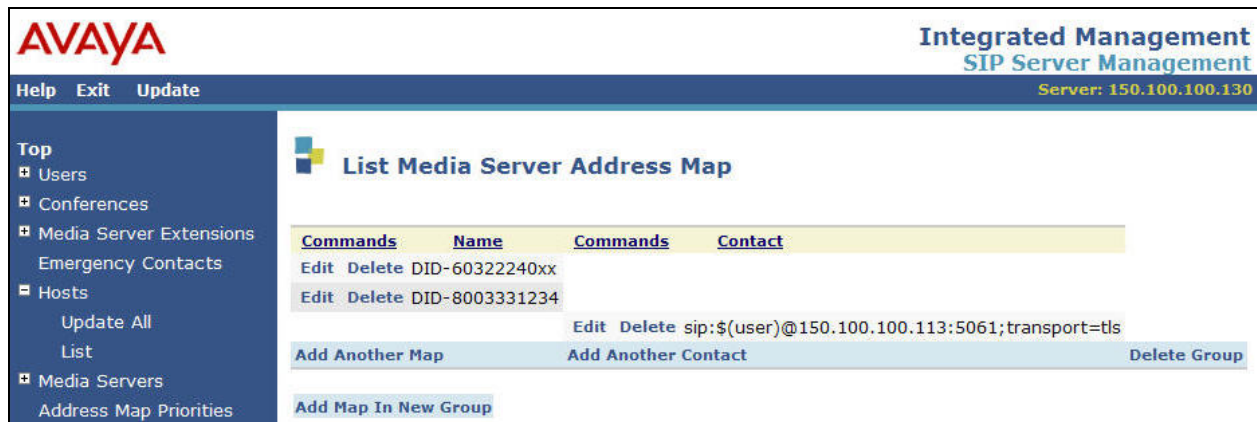 AVAYA
Integrated Management
SIP Server Management
Help Exit Update
Server: 150.100.100.130
Top
Users
Conferences
Media Server Extensions
Emergency Contacts
Hosts
Update All
List
Media Servers
Address Map Priorities
List Media Server Address Map
Commands Name Commands Contact
Edit Delete DID-60322240xx
Edit Delete DID-8003331234
Edit Delete sip:$(user)@150.100.100.113:5061;transport=tls
Add Another Map Add Another Contact Delete Group
Add Map In New Group